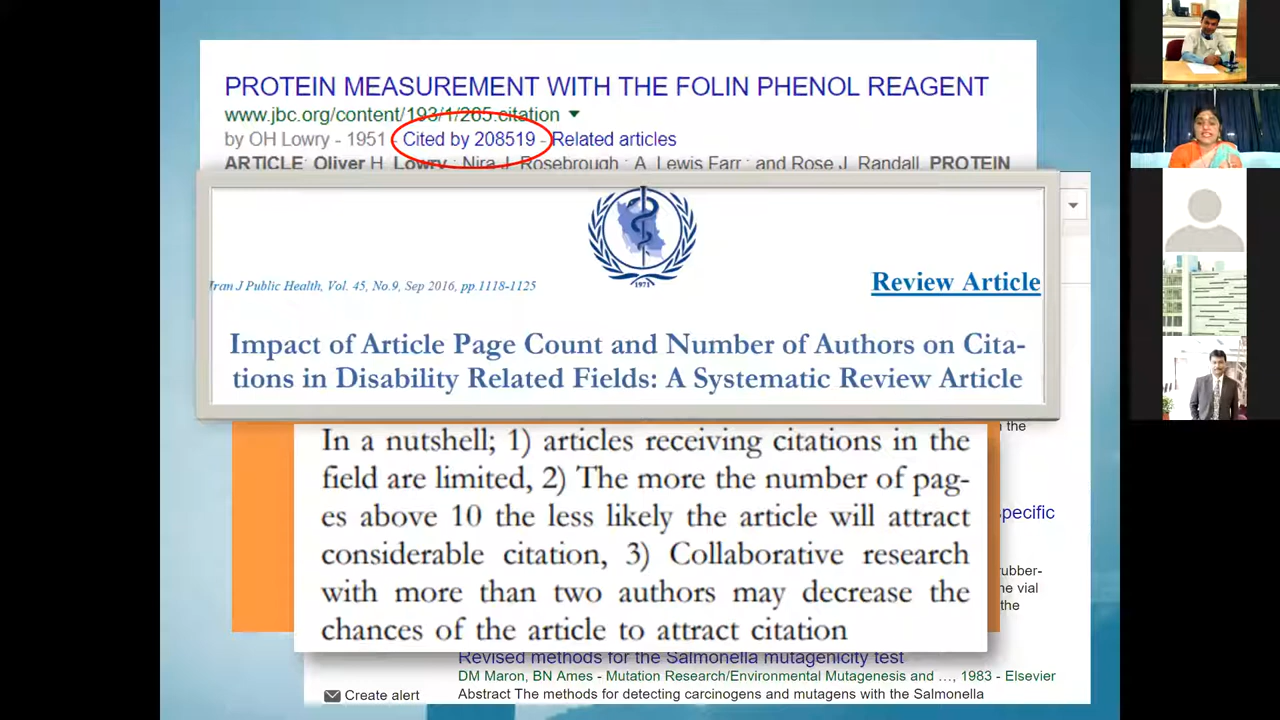 PROTEIN MEASUREMENT WITH THE FOLIN PHENOL REAGENT
www.jbc.org/content/193/1/265.citation
by OH Lowry - 1951 - Cited by 208519 - Related articles
ARTICLE: Oliver H. Lowry; Nira J. Rosebrough; A. Lewis Farr; and Rose J. Randall. PROTEIN
1971
Iran J Public Health, Vol. 45, No.9, Sep 2016, pp.1118-1125
Review Article
Impact of Article Page Count and Number of Authors on Cita-
tions in Disability Related Fields: A Systematic Review Article
n the
In a nutshell; 1) articles receiving citations in the
field are limited, 2) The more the number of pag-
es above 10 the less likely the article will attract
considerable citation, 3) Collaborative research
with more than two authors may decrease the
chances of the article to attract citation
specific
rubber-
he vial
the
Revised methods for the Salmonella mutagenicity test
DM Maron, BN Ames - Mutation Research/Environmental Mutagenesis and ..., 1983 - Elsevier
Abstract The methods for detecting carcinogens and mutagens with the Salmonella
Create alert